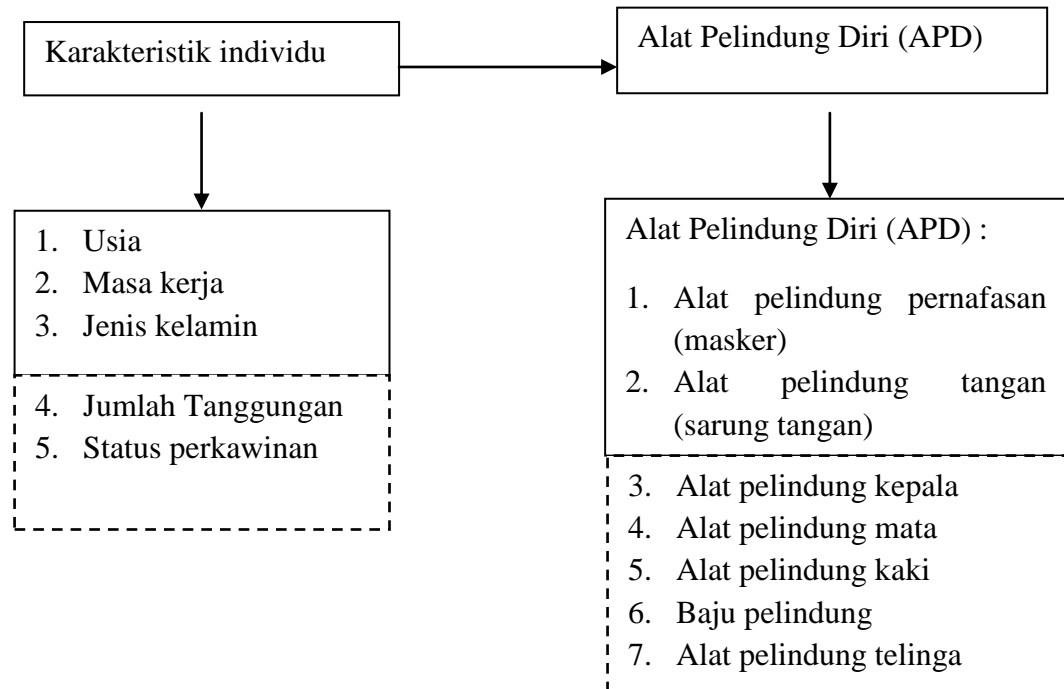 Karakteristik individu
Alat Pelindung Diri (APD)
1. Usia
2. Masa kerja
3. Jenis kelamin
4. Jumlah Tanggungan
5. Status perkawinan
Alat Pelindung Diri (APD) :
1. Alat pelindung pernafasan
(masker)
2. Alat pelindung tangan
(sarung tangan)
3. Alat pelindung kepala
4. Alat pelindung mata
5. Alat pelindung kaki
6. Baju pelindung
7. Alat pelindung telinga